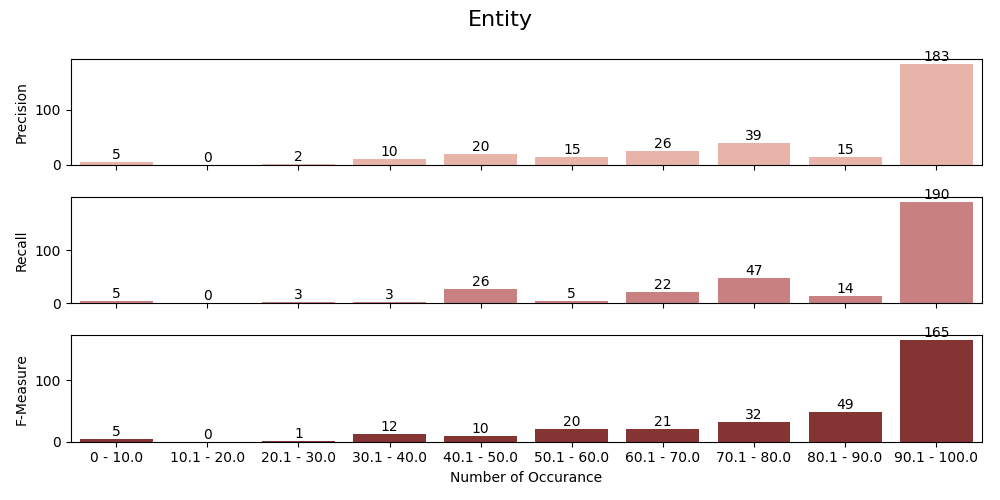 Entity
Precision
100
0
5 0 2 10 20 15 26 39 15 183
Recall
100
0
5 0 3 3 26 5 22 47 14 190
F-Measure
100
0
5 0 1 12 10 20 21 32 49 165
0 - 10.0 10.1 - 20.0 20.1 - 30.0 30.1 - 40.0 40.1 - 50.0 50.1 - 60.0 60.1 - 70.0 70.1 - 80.0 80.1 - 90.0 90.1 - 100.0
Number of Occurance